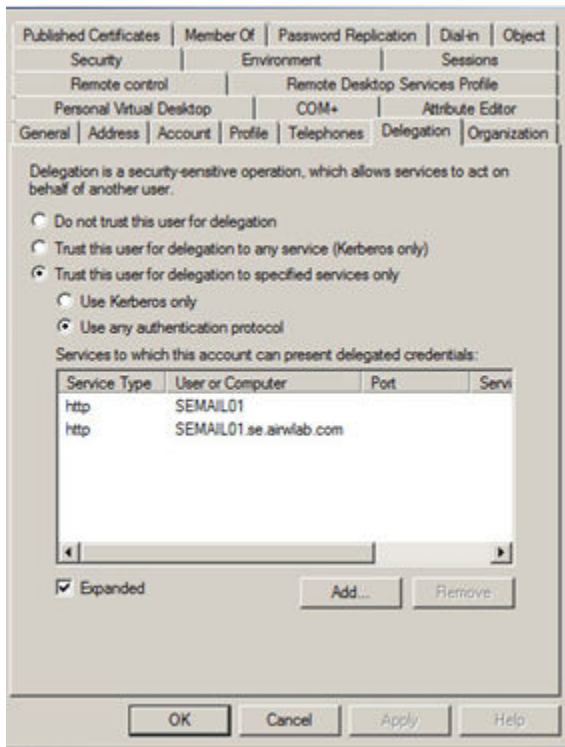 Published Certificates Member Of Password Replication Dial-in Object
Security Environment Sessions
Remote control Remote Desktop Services Profile
Personal Virtual Desktop COM+ Attribute Editor
General Address Account Profile Telephones Delegation Organization
Delegation is a security-sensitive operation, which allows services to act on
behalf of another user.
Do not trust this user for delegation
Trust this user for delegation to any service (Kerberos only)
Trust this user for delegation to specified services only
Use Kerberos only
Use any authentication protocol
Services to which this account can present delegated credentials:
Service Type User or Computer Port Servi
http SEMAIL01
http SEMAIL01.se.airwlab.com
Expanded Add... Remove
OK Cancel Apply Help